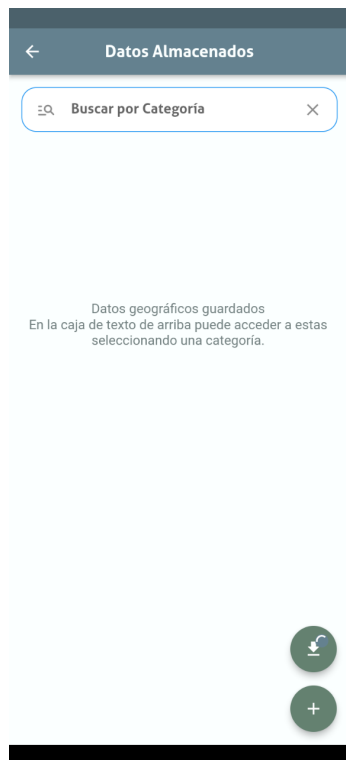 Datos Almacenados
Buscar por Categoría
Datos geográficos guardados
En la caja de texto de arriba puede acceder a estas
seleccionando una categoría.